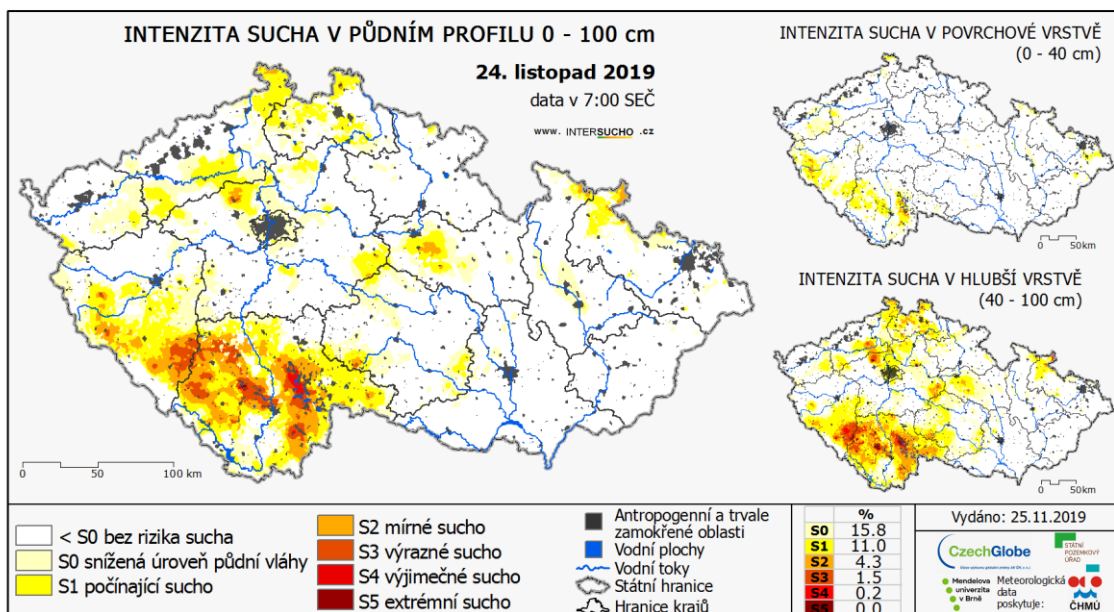 INTENZITA SUCHA V PŮDNÍM PROFILU 0 - 100 cm
24. listopad 2019
data v 7:00 SEČ
www. INTERSUCHO .cz
0 50 100 km
INTENZITA SUCHA V POVRCHOVÉ VRSTVĚ
(0 - 40 cm)
0 50km
INTENZITA SUCHA V HLUBŠÍ VRSTVĚ
(40 - 100 cm)
0 50km
< S0 bez rizika sucha
S0 snížená úroveň půdní vláhy
S1 počínající sucho
S2 mírné sucho
S3 výrazné sucho
S4 výjimečné sucho
S5 extrémní sucho
Antropogenní a trvale
zamokřené oblasti
Vodní plochy
Vodní toky
Státní hranice
Hranice krajů
%
S0 15.8
S1 11.0
S2 4.3
S3 1.5
S4 0.2
S5 0.0
Vydáno: 25.11.2019
CzechGlobe
STÁTNÍ
POZEMKOVÝ
ÚŘAD
Mendelova
univerzita
v Brně
Meteorologická
data
poskytuje:
ČHMÚ